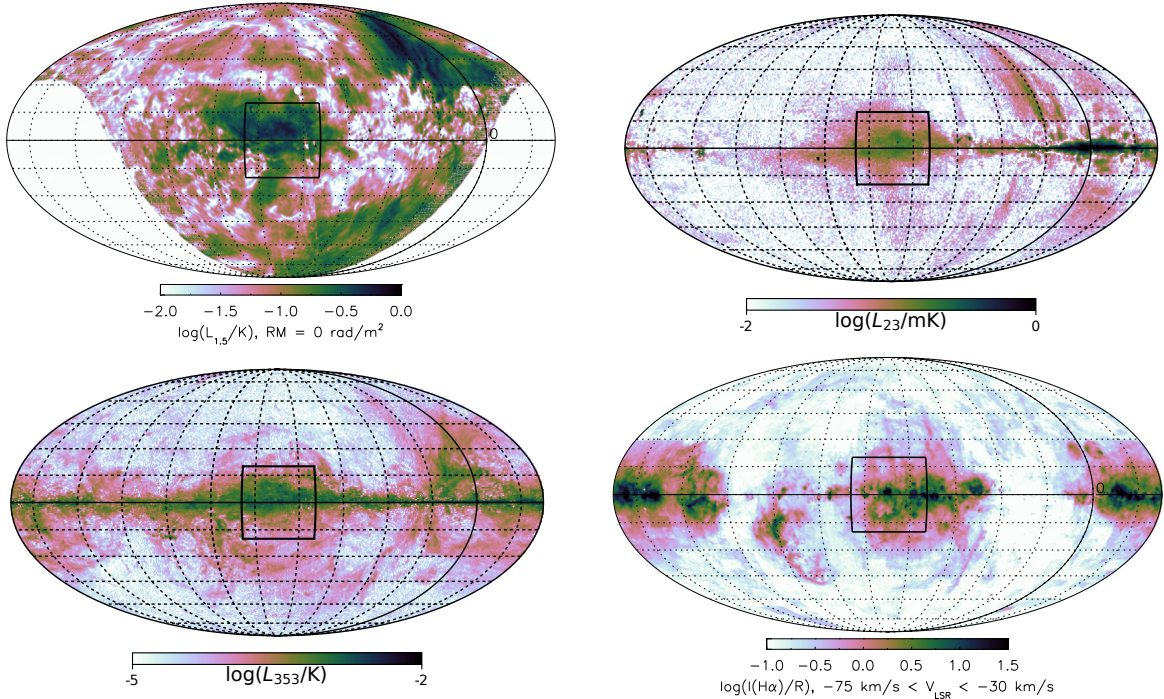 0
−2.0 −1.5 −1.0 −0.5 0.0
log(L₁.₅/K), RM = 0 rad/m²
-2 0
log(L₂₃/mK)
-5 -2
log(L₃₅₃/K)
0
−1.0 −0.5 0.0 0.5 1.0 1.5
log(I(Hα)/R), −75 km/s < V_LSR < −30 km/s